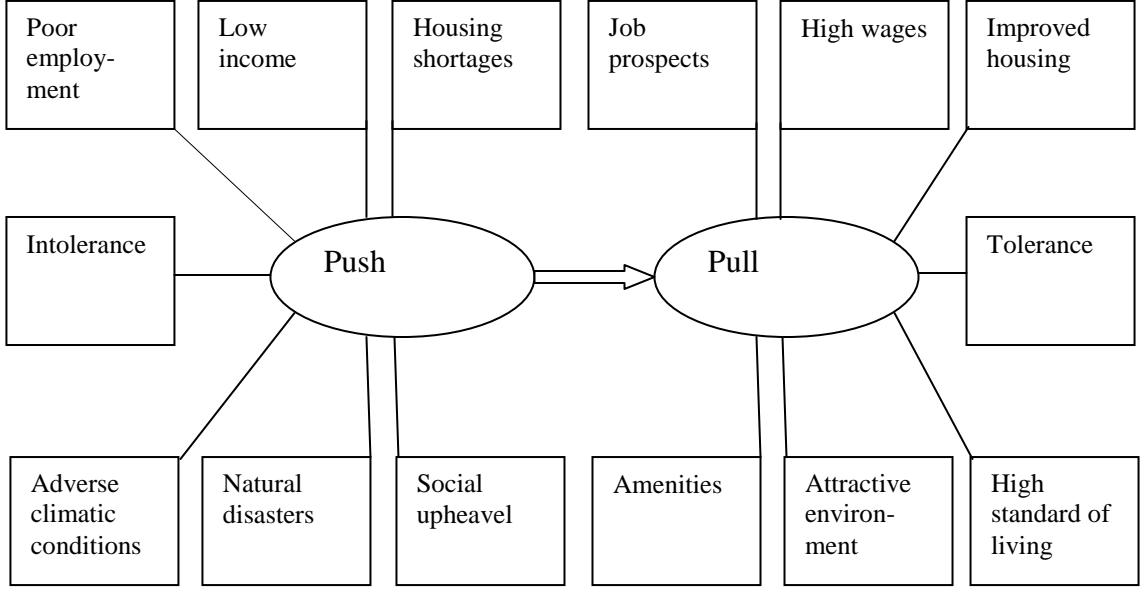 Poor
employ-
ment
Low
income
Housing
shortages
Job
prospects
High wages
Improved
housing
Intolerance
Push
Pull
Tolerance
Adverse
climatic
conditions
Natural
disasters
Social
upheavel
Amenities
Attractive
environ-
ment
High
standard of
living